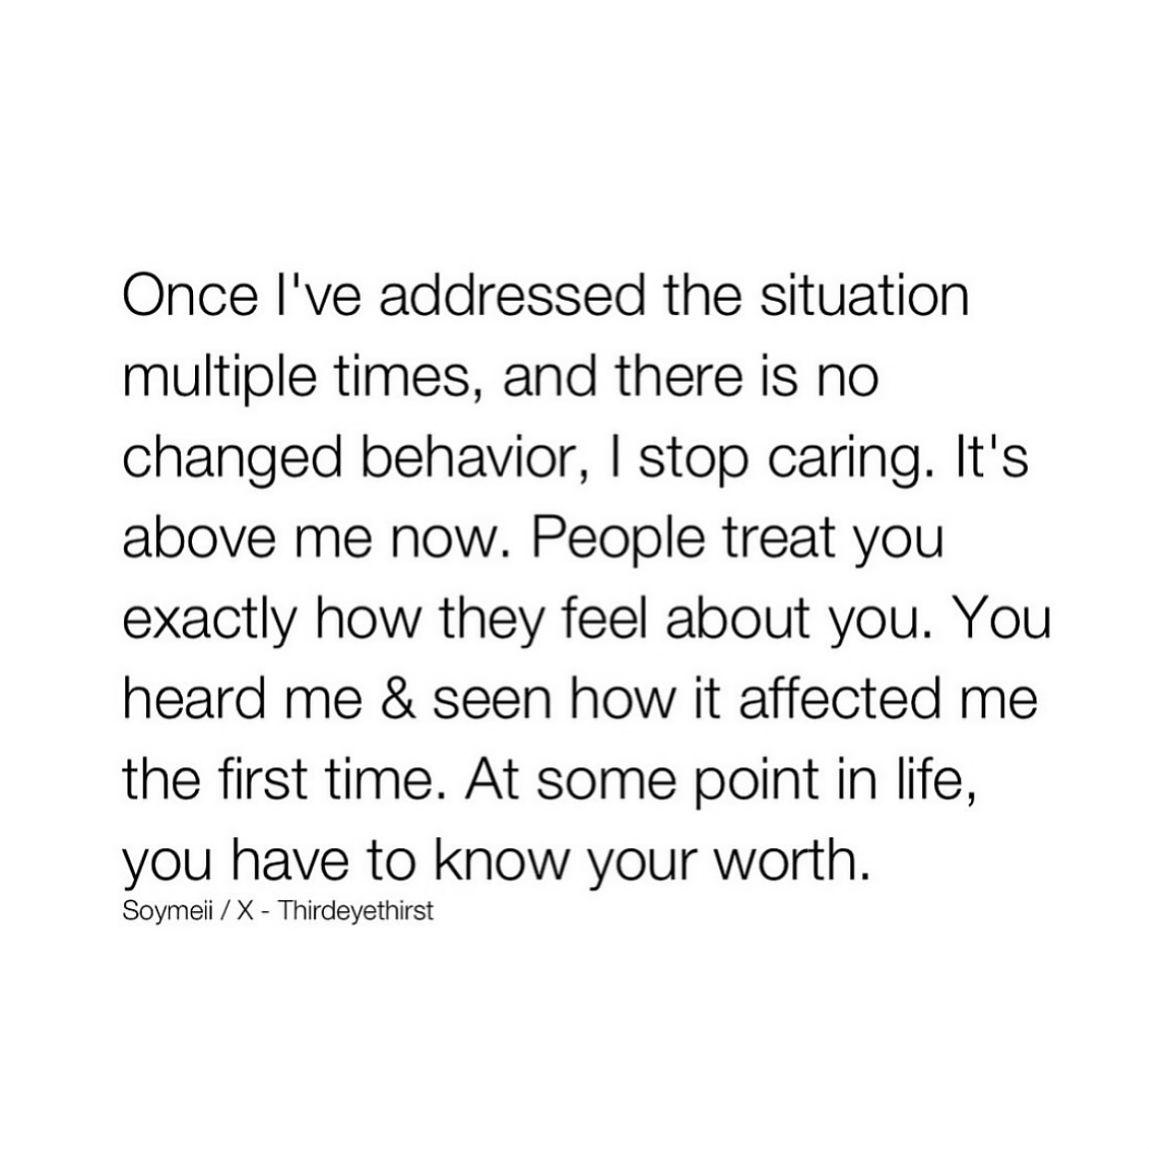 Once I've addressed the situation
multiple times, and there is no
changed behavior, I stop caring. It's
above me now. People treat you
exactly how they feel about you. You
heard me & seen how it affected me
the first time. At some point in life,
you have to know your worth.
Soymeii / X - Thirdeyethirst